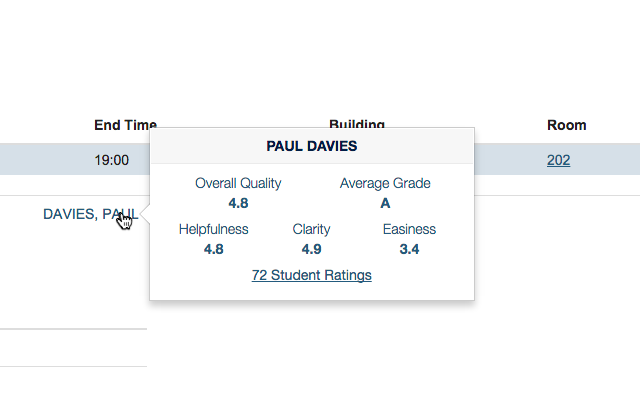 End Time Building Room
PAUL DAVIES
19:00 202
Overall Quality Average Grade
4.8 A
DAVIES, PAUL
Helpfulness Clarity Easiness
4.8 4.9 3.4
72 Student Ratings